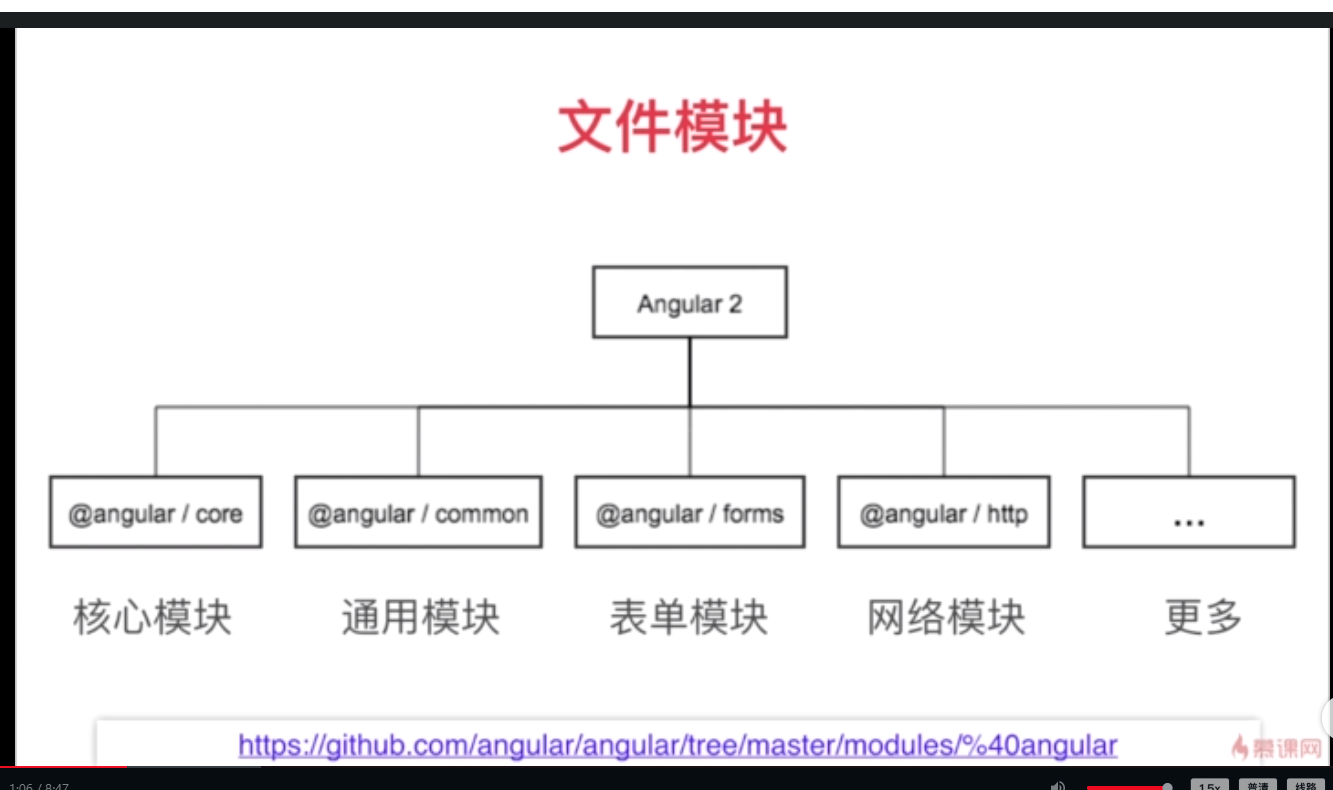 文件模块
Angular 2
@angular / core
@angular / common
@angular / forms
@angular / http
...
核心模块
通用模块
表单模块
网络模块
更多
https://github.com/angular/angular/tree/master/modules/%40angular
慕课网
1:06 / 8:47
1.5x
普清
线路